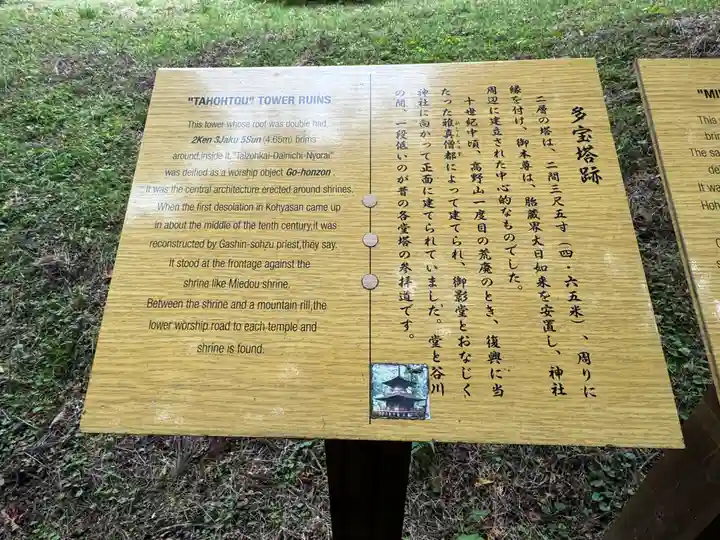 "TAHOHTOU" TOWER RUINS
This tower whose roof was double had
2Ken 3Jaku 5Sun (4.65m) brims
around,inside it, "Taizohkai-Dainichi-Nyorai"
was deified as a worship object Go-honzon.
It was the central architecture erected around shrines.
When the first desolation in Kohyasan came up
in about the middle of the tenth century,it was
reconstructed by Gashin-sohzu priest,they say.
It stood at the frontage against the
shrine like Miedou shrine.
Between the shrine and a mountain rill,the
lower worship road to each temple and
shrine is found.
多宝塔跡
二層の塔は、二間三尺五寸(四・六五米)、周りに
縁を付け、御本尊は、胎蔵界大日如来を安置し、神社
周辺に建立された中心的なものでした。
十世紀中頃、高野山一度目の荒廃のとき、復興に当
たった雅真僧都によって建てられ、御影堂とおなじく
神社に向かって正面に建てられていました。堂と谷川
の間、一段低いのが昔の各堂塔の参拝道です。
"MI
This
The sa
It wa
Hoh